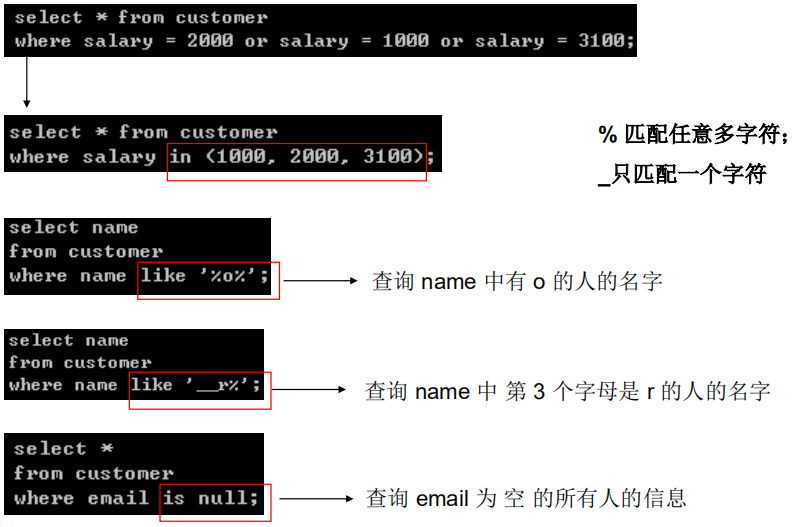 select * from customer
where salary = 2000 or salary = 1000 or salary = 3100;
select * from customer
where salary in (1000, 2000, 3100);
% 匹配任意多字符；
_只匹配一个字符
select name
from customer
where name like '%o%';
查询 name 中有 o 的人的名字
select name
from customer
where name like '__r%';
查询 name 中 第 3 个字母是 r 的人的名字
select *
from customer
where email is null;
查询 email 为 空 的所有人的信息